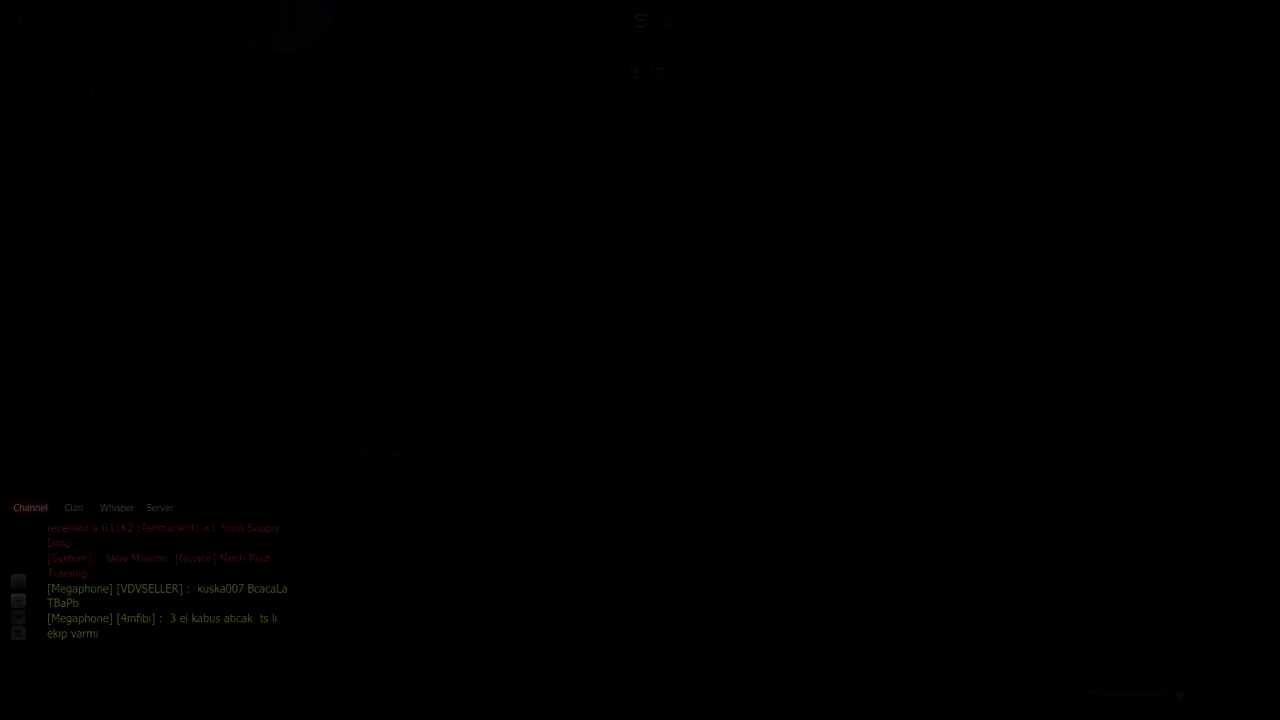 Channel Clan Whisper Server
received a G11K2 (Permanent) x1 from Supply
Drop
[System] : New Mission: [Novice] Mech Pilot
Training
[Megaphone] [VDVSELLER] : kuska007 BcacaLa
TBaPb
[Megaphone] [4mfibi] : 3 el kabus atıcak ts li
ekip varmı